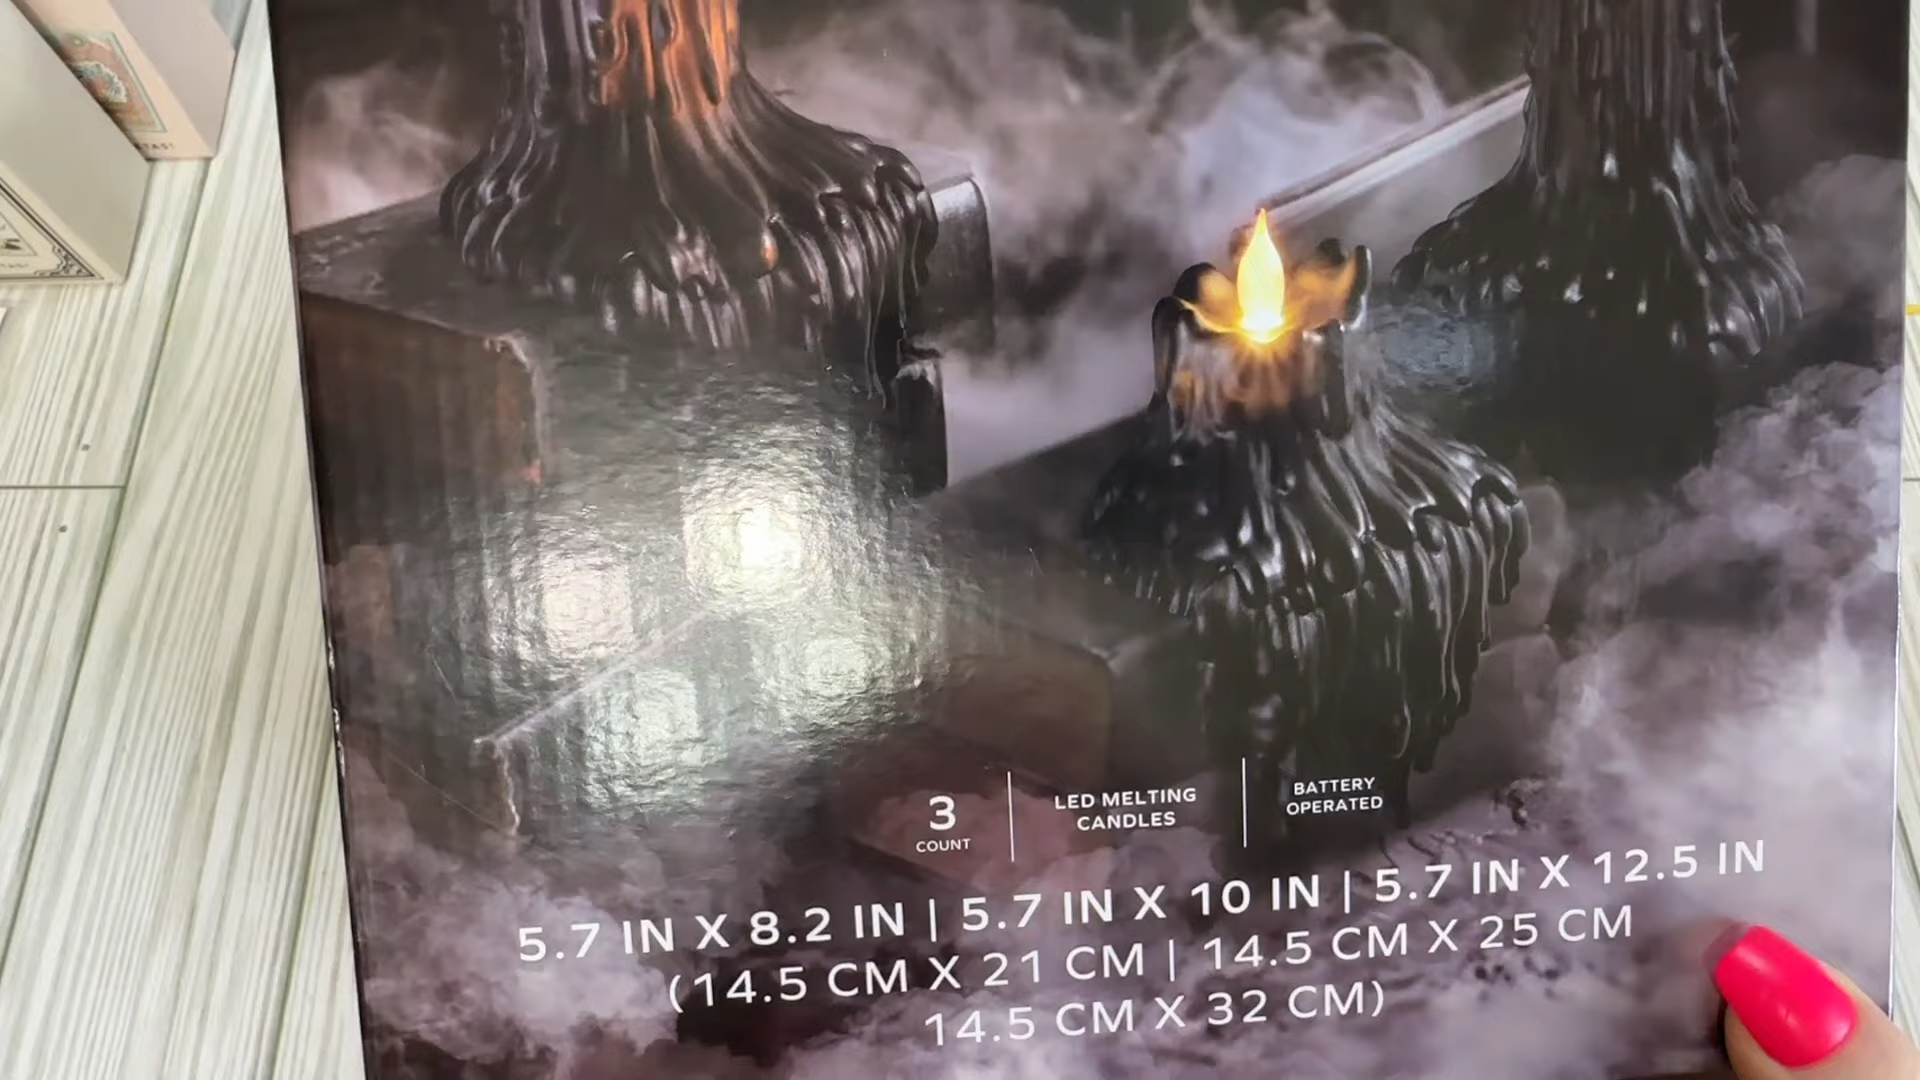 3
COUNT
LED MELTING
CANDLES
BATTERY
OPERATED
5.7 IN X 8.2 IN | 5.7 IN X 10 IN | 5.7 IN X 12.5 IN
(14.5 CM X 21 CM | 14.5 CM X 25 CM
14.5 CM X 32 CM)